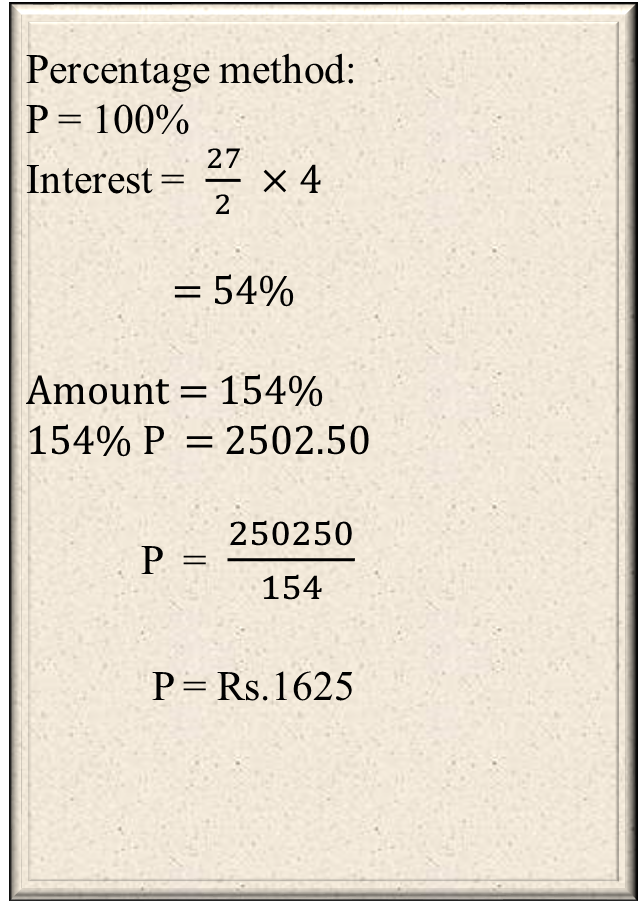 Percentage method:
P = 100%
Interest = 27/2 × 4
= 54%
Amount = 154%
154% P = 2502.50
P = 250250/154
P = Rs.1625